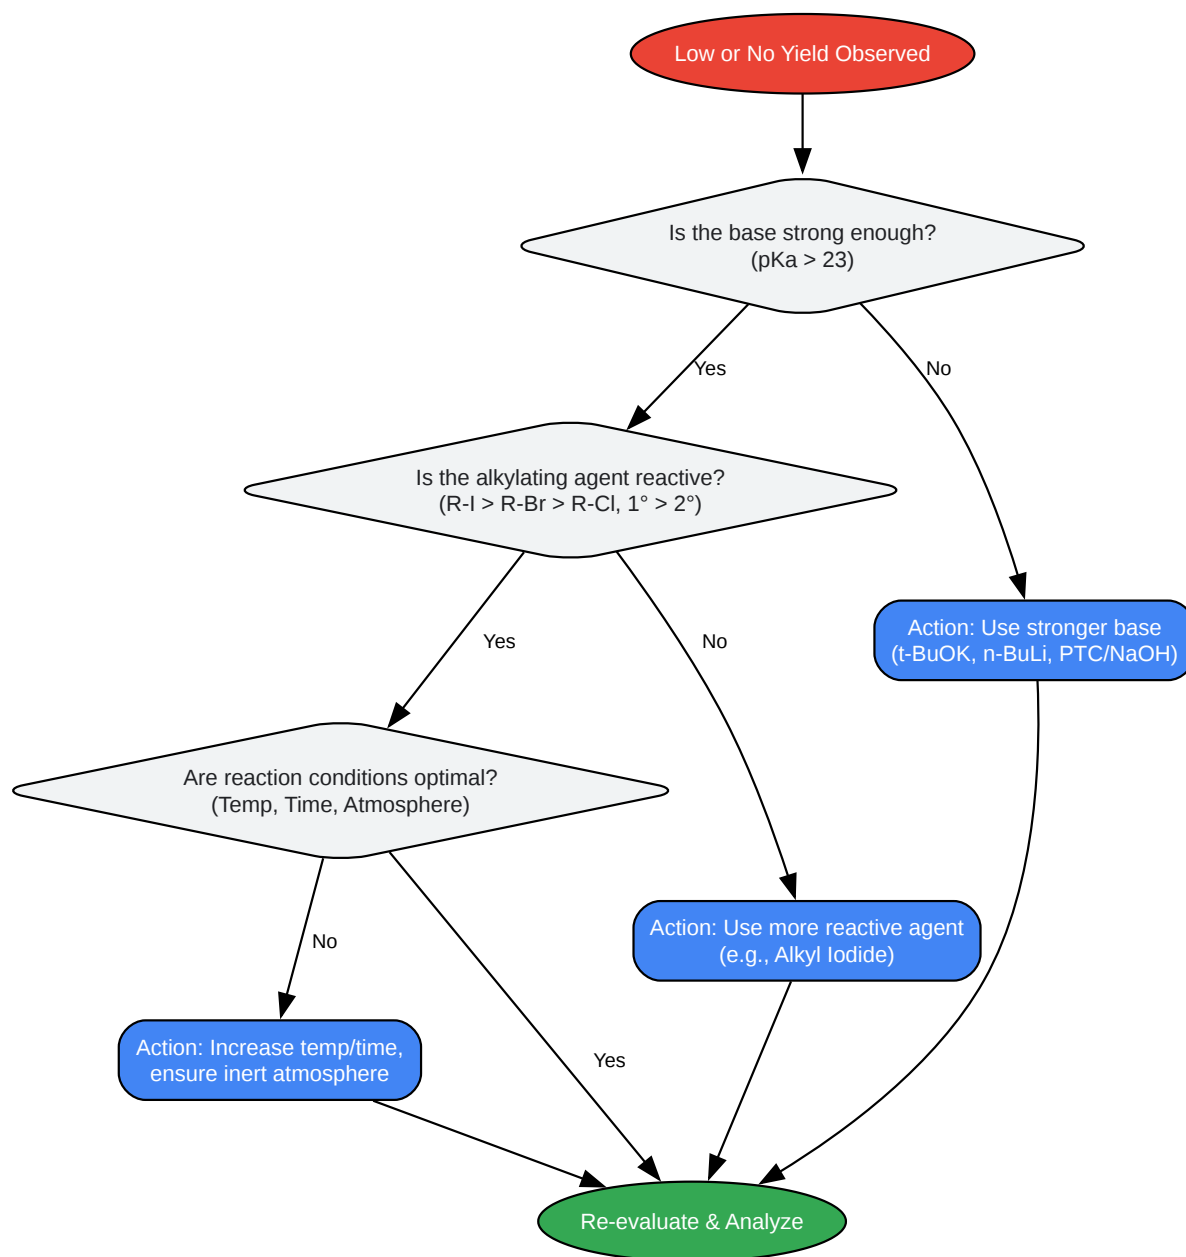 Low or No Yield Observed
Is the base strong enough?
(pKa > 23)
Yes
No
Is the alkylating agent reactive?
(R-I > R-Br > R-Cl, 1° > 2°)
Action: Use stronger base
(t-BuOK, n-BuLi, PTC/NaOH)
Yes
No
Are reaction conditions optimal?
(Temp, Time, Atmosphere)
Action: Use more reactive agent
(e.g., Alkyl Iodide)
No
Yes
Action: Increase temp/time,
ensure inert atmosphere
Re-evaluate & Analyze